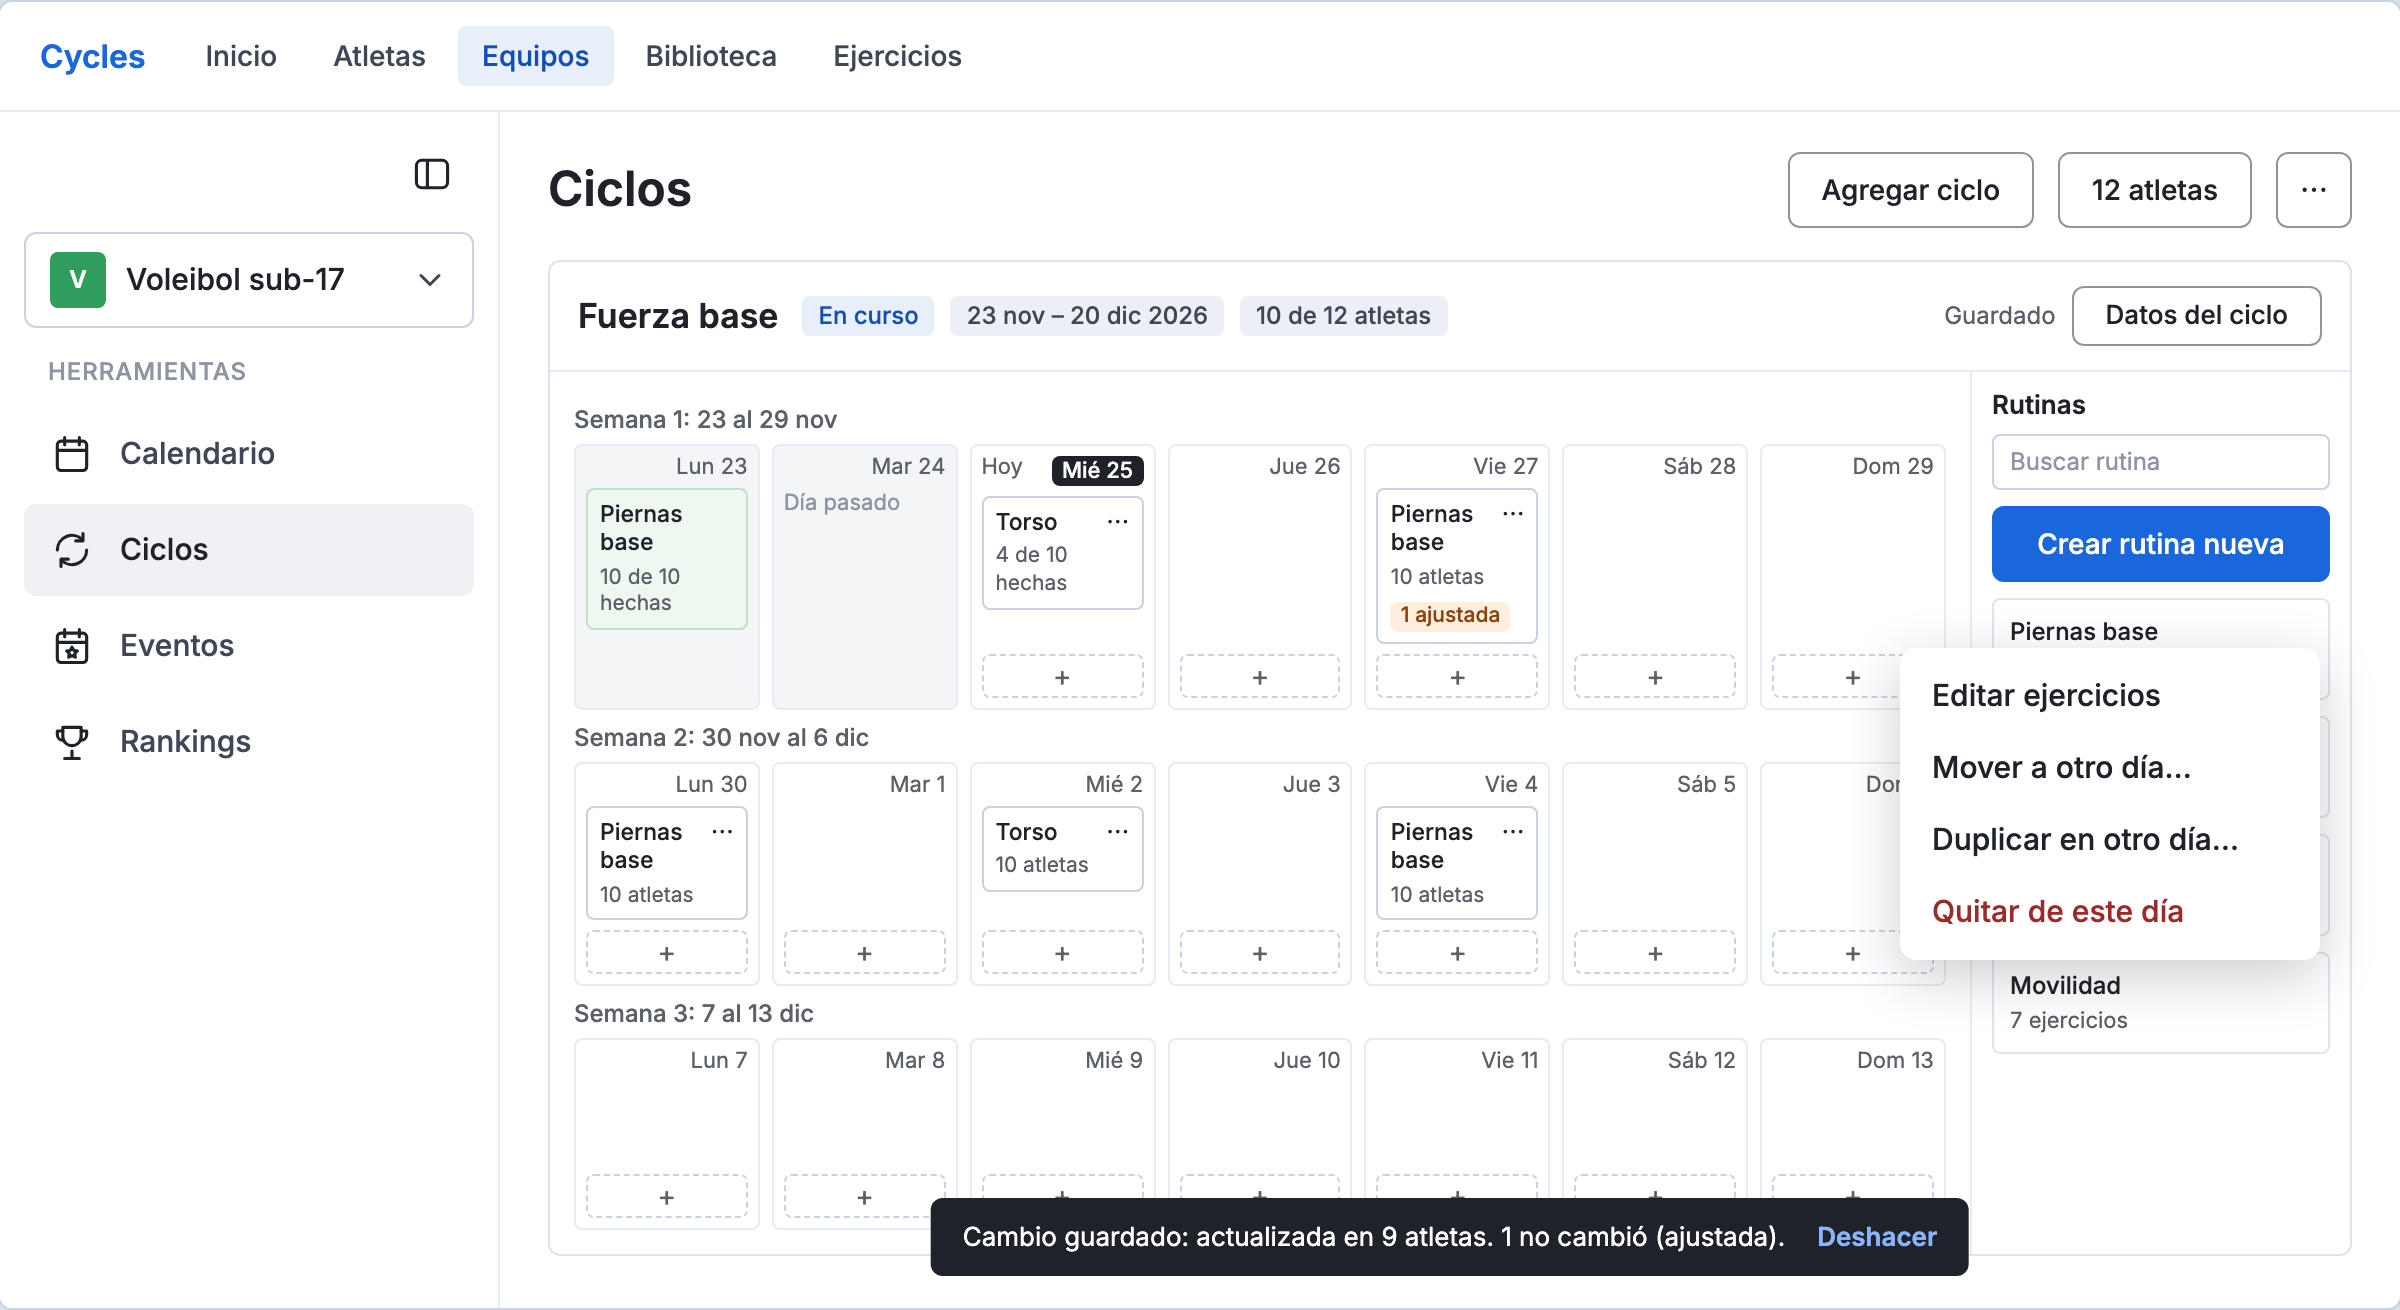 Cycles
Inicio
Atletas
Equipos
Biblioteca
Ejercicios
V
Voleibol sub-17
HERRAMIENTAS
Calendario
Ciclos
Eventos
Rankings
Ciclos
Agregar ciclo
12 atletas
...
Fuerza base
En curso
23 nov – 20 dic 2026
10 de 12 atletas
Guardado
Datos del ciclo
Semana 1: 23 al 29 nov
Lun 23
Piernas
base
10 de 10
hechas
Mar 24
Día pasado
Hoy
Mié 25
Torso
...
4 de 10
hechas
+
Jue 26
+
Vie 27
Piernas
base
...
10 atletas
1 ajustada
+
Sáb 28
+
Dom 29
+
Semana 2: 30 nov al 6 dic
Lun 30
Piernas
base
...
10 atletas
+
Mar 1
+
Mié 2
Torso
...
10 atletas
+
Jue 3
+
Vie 4
Piernas
base
...
10 atletas
+
Sáb 5
+
+
Semana 3: 7 al 13 dic
Lun 7
+
Mar 8
+
Mié 9
+
Jue 10
+
Vie 11
+
Sáb 12
+
Dom 13
+
Rutinas
Buscar rutina
Crear rutina nueva
Piernas base
Editar ejercicios
Mover a otro día...
Duplicar en otro día...
Quitar de este día
Movilidad
7 ejercicios
Cambio guardado: actualizada en 9 atletas. 1 no cambió (ajustada).
Deshacer